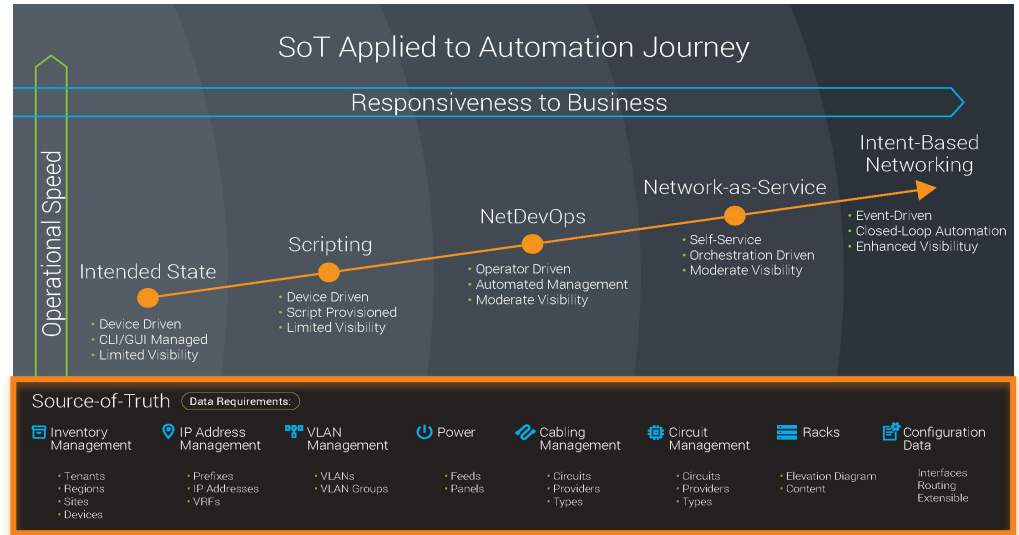 SoT Applied to Automation Journey
Responsiveness to Business
Operational Speed
Intended State
• Device Driven
• CLI/GUI Managed
• Limited Visibility
Scripting
• Device Driven
• Script Provisioned
• Limited Visibility
NetDevOps
• Operator Driven
• Automated Management
• Moderate Visibility
Network-as-Service
• Self-Service
• Orchestration Driven
• Moderate Visibility
Intent-Based
Networking
• Event-Driven
• Closed-Loop Automation
• Enhanced Visibilituy
Source-of-Truth
Data Requirements:
Inventory
Management
• Tenants
• Regions
• Sites
• Devices
IP Address
Management
• Prefixes
• IP Addresses
• VRFs
VLAN
Management
• VLANs
• VLAN Groups
Power
• Feeds
• Panels
Cabling
Management
• Circuits
• Providers
• Types
Circuit
Management
• Circuits
• Providers
• Types
Racks
• Elevation Diagram
• Content
Configuration
Data
Interfaces
Routing
Extensible